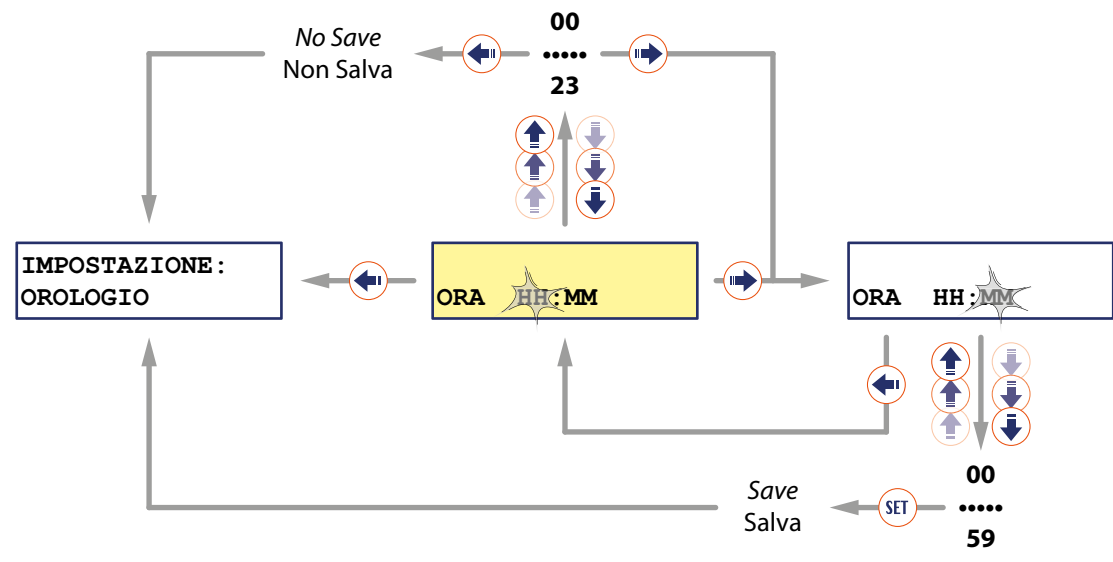 00
No Save
Non Salva
•••••
23
IMPOSTAZIONE:
OROLOGIO
ORA HH:MM
ORA HH:MM
00
Save
Salva
SET
•••••
59